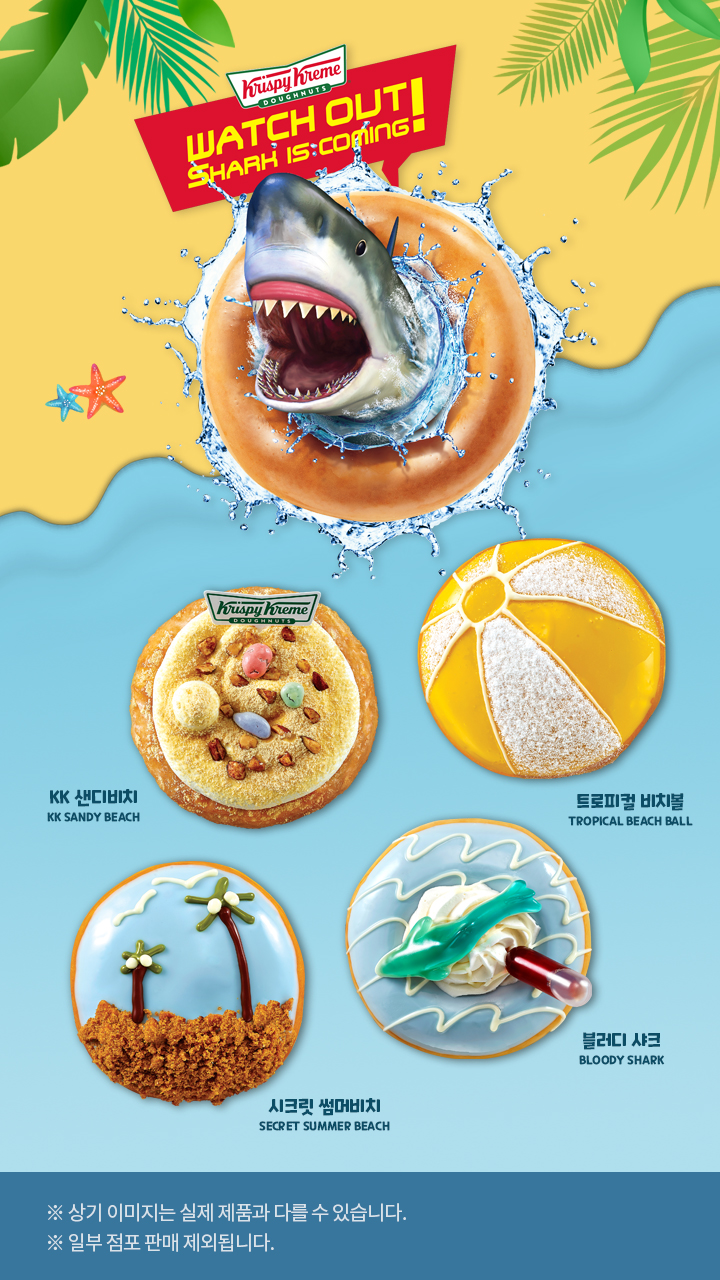 Krispy Kreme
DOUGHNUTS
WATCH OUT!
SHARK IS COMING
Krispy Kreme
DOUGHNUTS
KK 샌디비치
KK SANDY BEACH
트로피컬 비치볼
TROPICAL BEACH BALL
블러디 샤크
BLOODY SHARK
시크릿 썸머비치
SECRET SUMMER BEACH
※ 상기 이미지는 실제 제품과 다를 수 있습니다.
※ 일부 점포 판매 제외됩니다.